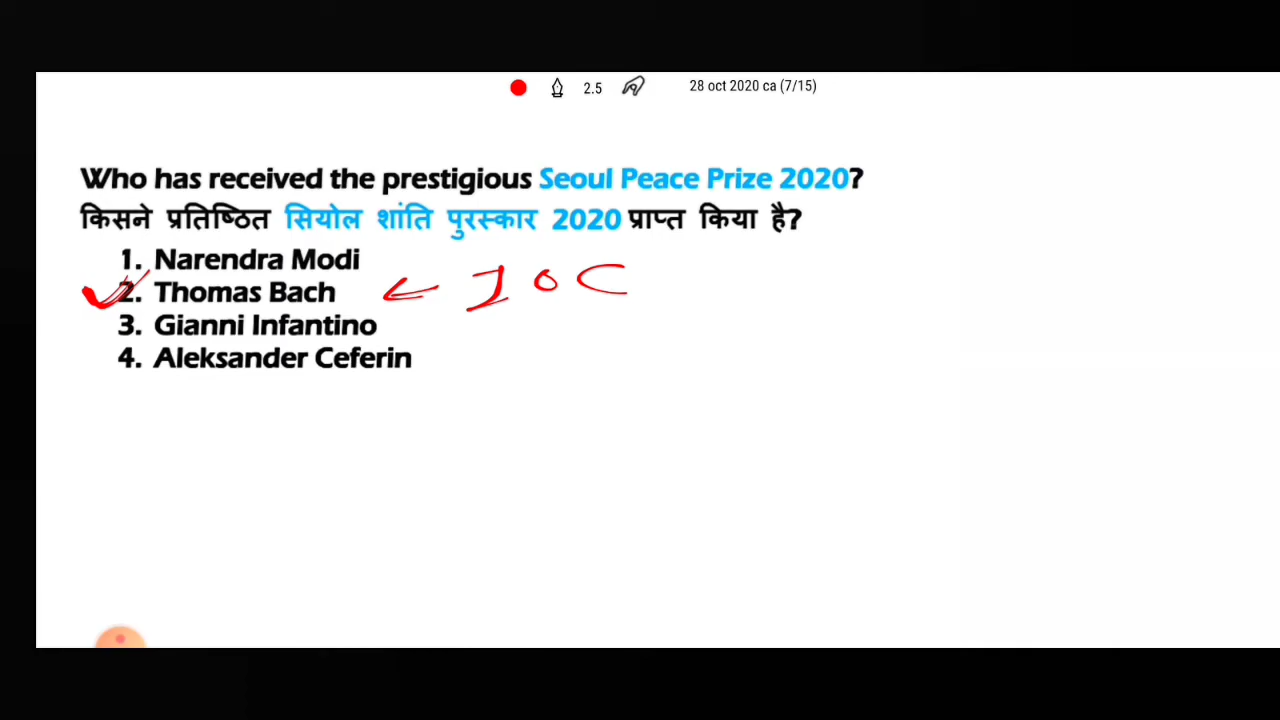 2.5 28 oct 2020 ca (7/15)
Who has received the prestigious Seoul Peace Prize 2020?
किसने प्रतिष्ठित सियोल शांति पुरस्कार 2020 प्राप्त किया है?
1. Narendra Modi
2. Thomas Bach IOC
3. Gianni Infantino
4. Aleksander Ceferin